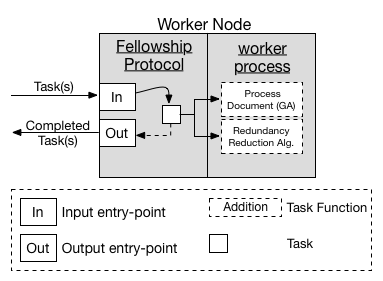 Worker Node
Fellowship
Protocol
worker
process
Task(s)
In
Process
Document (GA)
Completed
Task(s)
Out
Redundancy
Reduction Alg.
In
Input entry-point
Addition
Task Function
Out
Output entry-point
Task